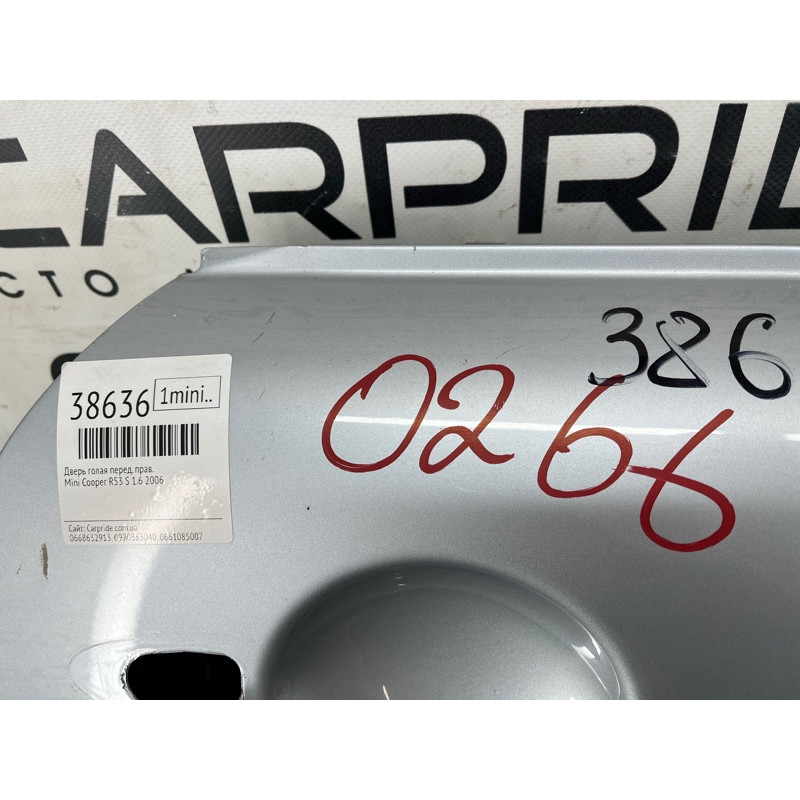 CARPRIDE
СТО
386
0266
38636 1mini..
Дверь голая перед. прав.
Mini Cooper R53 S 1.6 2006
Сайт: Carpride.com.ua
0668632913, 0970363040, 0661085007